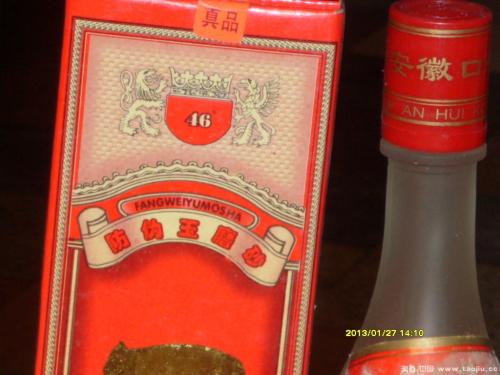 真品
46°
FANGWEIYUMOSHA
防伪玉磨砂
安徽口
AN HUI
2013/01/27 14:10
www.taojiu.cc